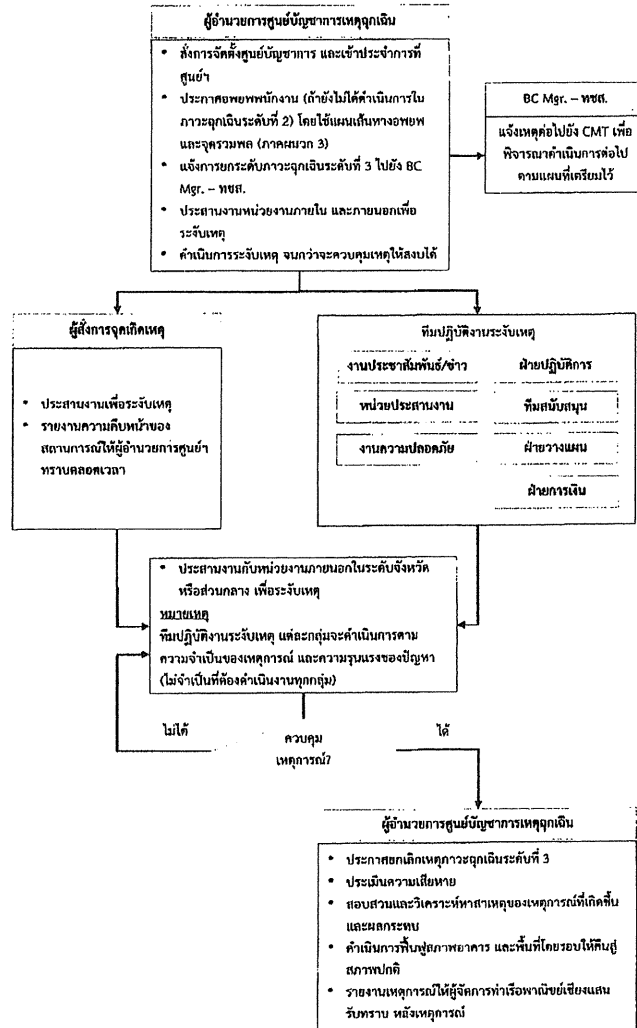 ผู้อำนวยการศูนย์บัญชาการเหตุฉุกเฉิน
• สั่งการจัดตั้งศูนย์บัญชาการ และเข้าประจำการที่
ศูนย์ฯ
• ประกาศอพยพพนักงาน (ถ้ายังไม่ได้ดำเนินการใน
ภาวะฉุกเฉินระดับที่ 2) โดยใช้แผนเส้นทางอพยพ
และจุดรวมพล (ภาคผนวก 3)
• แจ้งการยกระดับภาวะฉุกเฉินระดับที่ 3 ไปยัง BC
Mgr. – ทชส.
• ประสานงานหน่วยงานภายใน และภายนอกเพื่อ
ระงับเหตุ
• ดำเนินการระงับเหตุ จนกว่าจะควบคุมเหตุให้สงบได้
BC Mgr. – ทชส.
แจ้งเหตุต่อไปยัง CMT เพื่อ
พิจารณาดำเนินการต่อไป
ตามแผนที่เตรียมไว้
ผู้สั่งการจุดเกิดเหตุ
• ประสานงานเพื่อระงับเหตุ
• รายงานความคืบหน้าของ
สถานการณ์ให้ผู้อำนวยการศูนย์ฯ
ทราบตลอดเวลา
ทีมปฏิบัติงานระงับเหตุ
งานประชาสัมพันธ์/ข่าว
ฝ่ายปฏิบัติการ
หน่วยประสานงาน
ทีมสนับสนุน
งานความปลอดภัย
ฝ่ายวางแผน
ฝ่ายการเงิน
• ประสานงานกับหน่วยงานภายนอกในระดับจังหวัด
หรือส่วนกลาง เพื่อระงับเหตุ
หมายเหตุ
ทีมปฏิบัติงานระงับเหตุ แต่ละกลุ่มจะดำเนินการตาม
ความจำเป็นของเหตุการณ์ และความรุนแรงของปัญหา
(ไม่จำเป็นที่ต้องดำเนินงานทุกกลุ่ม)
ไม่ได้
ควบคุม
เหตุการณ์?
ได้
ผู้อำนวยการศูนย์บัญชาการเหตุฉุกเฉิน
• ประกาศยกเลิกเหตุภาวะฉุกเฉินระดับที่ 3
• ประเมินความเสียหาย
• สอบสวนและวิเคราะห์หาสาเหตุของเหตุการณ์ที่เกิดขึ้น
และผลกระทบ
• ดำเนินการฟื้นฟูสภาพอาคาร และพื้นที่โดยรอบให้คืนสู่
สภาพปกติ
• รายงานเหตุการณ์ให้ผู้จัดการท่าเรือพาณิชย์เชียงแสน
รับทราบ หลังเหตุการณ์